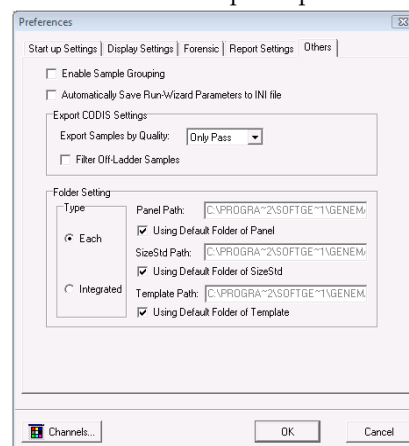 Preferences
Start up Settings Display Settings Forensic Report Settings Others
Enable Sample Grouping
Automatically Save Run-Wizard Parameters to INI file
Export CODIS Settings
Export Samples by Quality: Only Pass
Filter Off-Ladder Samples
Folder Setting
Type
Panel Path: C:\PROGRA~2\SOFTGE~1\GENEM
Each
Using Default Folder of Panel
SizeStd Path: C:\PROGRA~2\SOFTGE~1\GENEM
Using Default Folder of SizeStd
Integrated
Template Path: C:\PROGRA~2\SOFTGE~1\GENEM
Using Default Folder of Template
Channels... OK Cancel